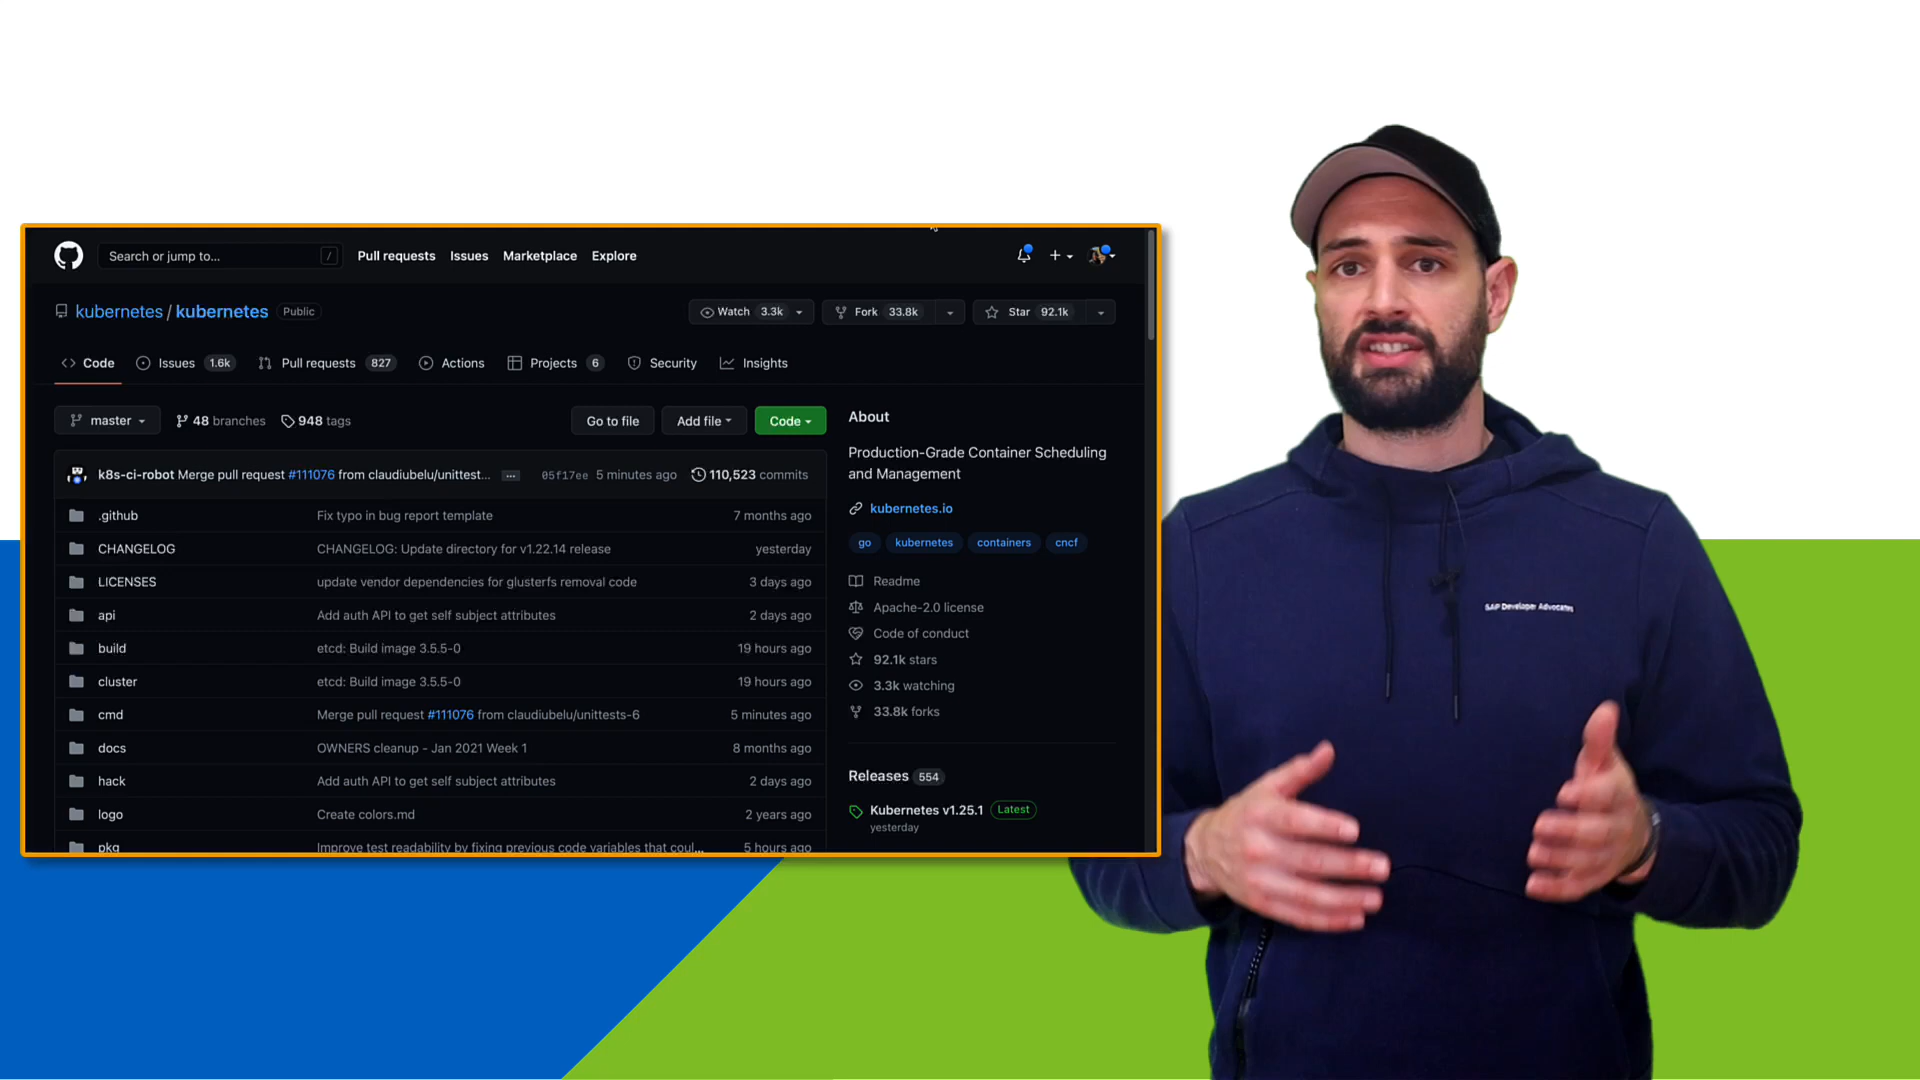 Search or jump to... /
Pull requests Issues Marketplace Explore
kubernetes / kubernetes Public
Watch 3.3k Fork 33.8k Star 92.1k
Code Issues 1.6k Pull requests 827 Actions Projects 6 Security Insights
master 48 branches 948 tags Go to file Add file Code
k8s-ci-robot Merge pull request #111076 from claudiubelu/unittest... ... 05f17ee 5 minutes ago 110,523 commits
.github Fix typo in bug report template 7 months ago
CHANGELOG CHANGELOG: Update directory for v1.22.14 release yesterday
LICENSES update vendor dependencies for glusterfs removal code 3 days ago
api Add auth API to get self subject attributes 2 days ago
build etcd: Build image 3.5.5-0 19 hours ago
cluster etcd: Build image 3.5.5-0 19 hours ago
cmd Merge pull request #111076 from claudiubelu/unittests-6 5 minutes ago
docs OWNERS cleanup - Jan 2021 Week 1 8 months ago
hack Add auth API to get self subject attributes 2 days ago
logo Create colors.md 2 years ago
pkg Improve test readability by fixing previous code variables that coul... 5 hours ago
About
Production-Grade Container Scheduling
and Management
kubernetes.io
go kubernetes containers cncf
Readme
Apache-2.0 license
Code of conduct
92.1k stars
3.3k watching
33.8k forks
Releases 554
Kubernetes v1.25.1 Latest
yesterday
SAP Developer Advocates